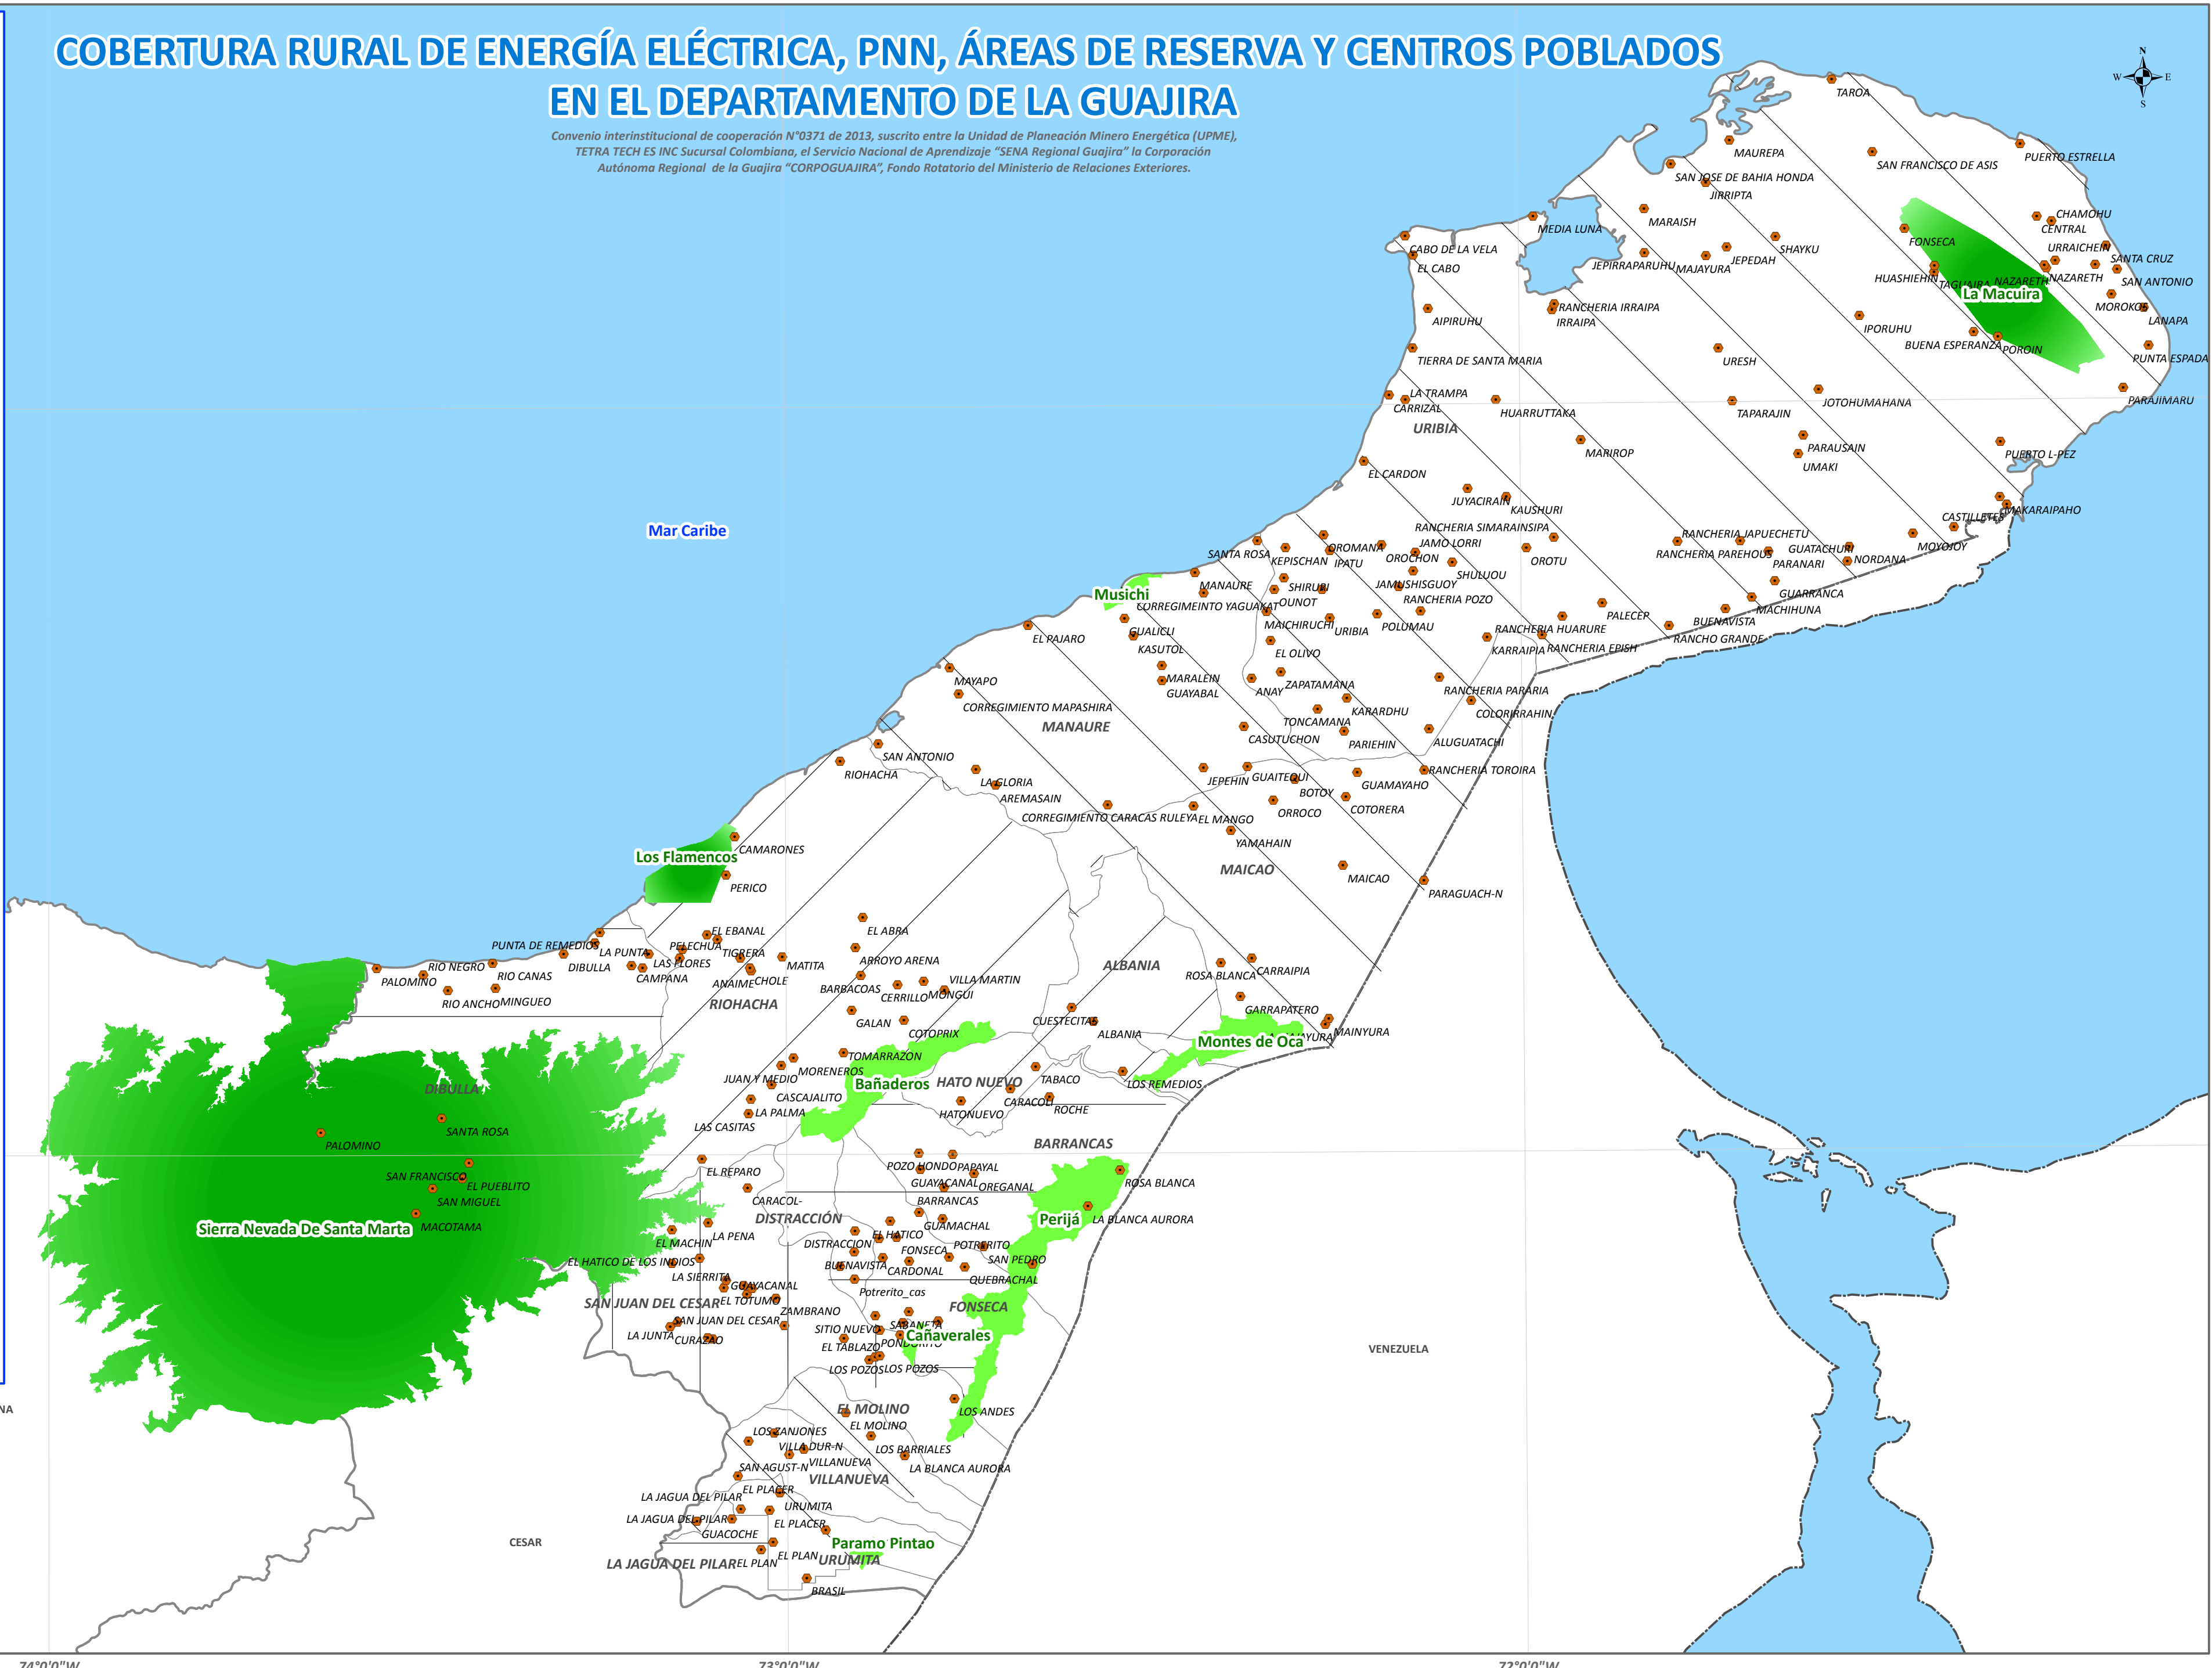 COBERTURA RURAL DE ENERGÍA ELÉCTRICA, PNN, ÁREAS DE RESERVA Y CENTROS POBLADOS
EN EL DEPARTAMENTO DE LA GUAJIRA
Convenio interinstitucional de cooperación N°0371 de 2013, suscrito entre la Unidad de Planeación Minero Energética (UPME),
TETRA TECH ES INC Sucursal Colombiana, el Servicio Nacional de Aprendizaje “SENA Regional Guajira” la Corporación
Autónoma Regional de la Guajira “CORPOGUAJIRA”, Fondo Rotatorio del Ministerio de Relaciones Exteriores.
N
W E
S
TAROA
MAUREPA
SAN FRANCISCO DE ASIS
PUERTO ESTRELLA
SAN JOSE DE BAHIA HONDA
JIRRIPTA
MARAISH
MEDIA LUNA
CHAMOHU
CENTRAL
CABO DE LA VELA
EL CABO
SHAYKU
FONSECA
URRAICHEIN
SANTA CRUZ
JEPIRRAPARUHU
MAJAYURA
JEPEDAH
HUASHIEHIN
TAGUAIRA
NAZARETH
NAZARETH
SAN ANTONIO
La Macuira
MOROKOE
LANAPA
RANCHERIA IRRAIPA
IRRAIPA
AIPIRUHU
IPORUHU
BUENA ESPERANZA
POROIN
PUNTA ESPADA
TIERRA DE SANTA MARIA
URESH
LA TRAMPA
CARRIZAL
HUARRUTTAKA
TAPARAJIN
JOTOHUMAHANA
PARAJIMARU
URIBIA
MARIROP
PARAUSAIN
UMAKI
PUERTO L-PEZ
EL CARDON
JUYACIRAIN
KAUSHURI
MAKARAIPAHO
CASTILLETES
MOYOJOY
Mar Caribe
RANCHERIA SIMARAINSIPA
RANCHERIA JAPUECHETU
RANCHERIA PAREHOUS
GUATACHURI
PARANARI
NORDANA
SANTA ROSA
OROMANA
KEPISCHAN
IPATU
JAMO LORRI
OROCHON
SHULUOU
OROTU
MANAURE
SHIRURI
JAMUSHISGUOY
GUARRANCA
Musichi
CORREGIMEINTO YAGUAKAT
OUNOT
RANCHERIA POZO
MACHIHUNA
GUALICLI
MAICHIRUCHI
URIBIA
POLUMAU
PALECEP
BUENAVISTA
EL PAJARO
KASUTOL
RANCHERIA HUARURE
RANCHO GRANDE
EL OLIVO
KARRAIPIA
RANCHERIA EPISH
MAYAPO
MARALEIN
GUAYABAL
ANAY
ZAPATAMANA
RANCHERIA PARARIA
CORREGIMIENTO MAPASHIRA
KARARDHU
COLORIRRAHIN
MANAURE
TONCAMANA
CASUTUCHON
PARIEHIN
ALUGUATACHI
SAN ANTONIO
RIOHACHA
LA GLORIA
AREMASAIN
JEPEHIN
GUAITEQUI
BOTOY
GUAMAYAHO
RANCHERIA TOROIRA
ORROCO
COTORERA
CORREGIMIENTO CARACAS RULEYA
EL MANGO
YAMAHAIN
CAMARONES
Los Flamencos
PERICO
MAICAO
MAICAO
PARAGUACH-N
EL ABRA
EL EBANAL
PUNTA DE REMEDIOS
LA PUNTA
PELECHUA
TIGRERA
ARROYO ARENA
ALBANIA
PALOMINO
RIO NEGRO
RIO CANAS
DIBULLA
CAMPANA
LAS FLORES
MATITA
ANAIME
CHOLE
ROSA BLANCA
CARRAIPIA
RIO ANCHO
MINGUEO
BARBACOAS
CERRILLO
MONGUI
VILLA MARTIN
RIOHACHA
GALAN
COTOPRIX
CUESTECITAS
ALBANIA
GARRAPATERO
MAINYURA
Montes de Oca
TOMARRAZON
MORENEROS
JUAN Y MEDIO
Bañaderos
HATO NUEVO
TABACO
LOS REMEDIOS
DIBULLA
CASCAJALITO
LA PALMA
LAS CASITAS
HATONUEVO
CARACOLI
ROCHE
SANTA ROSA
PALOMINO
BARRANCAS
SAN FRANCISCO
EL PUEBLITO
SAN MIGUEL
MACOTAMA
Sierra Nevada De Santa Marta
EL REPARO
POZO HONDO
PAPAYAL
GUAYACANAL
OREGANAL
ROSA BLANCA
CARACOL-
BARRANCAS
DISTRACCIÓN
GUAMACHAL
Perijá
LA BLANCA AURORA
LA PENA
EL MACHIN
DISTRACCION
EL HATICO
FONSECA
POTRERITO
SAN PEDRO
EL HATICO DE LOS INDIOS
LA SIERRITA
BUENAVISTA
CARDONAL
QUEBRACHAL
GUAYACANAL
EL TOTUMO
Potrerito_cas
SAN JUAN DEL CESAR
ZAMBRANO
FONSECA
SAN JUAN DEL CESAR
LA JUNTA
CURAZAO
SITIO NUEVO
SABANETA
Cañaverales
EL TABLAZO
PONDORITO
LOS POZOS
LOS POZOS
VENEZUELA
EL MOLINO
EL MOLINO
LOS ANDES
NA
LOS ZANJONES
VILLA DUR-N
VILLANUEVA
LOS BARRIALES
LA BLANCA AURORA
SAN AGUST-N
VILLANUEVA
EL PLACER
LA JAGUA DEL PILAR
URUMITA
LA JAGUA DEL PILAR
EL PLACER
GUACOCHE
CESAR
Paramo Pintao
EL PLAN
EL PLAN
URUMITA
LA JAGUA DEL PILAR
BRASIL
74°0'0"W 73°0'0"W 72°0'0"W